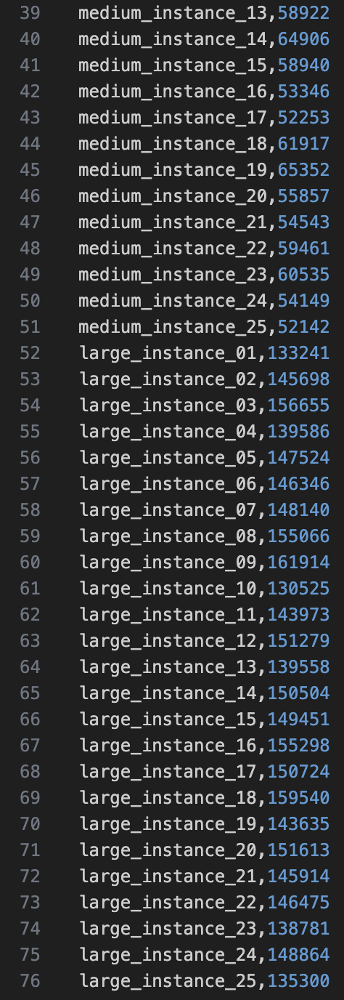 39 medium_instance_13,58922
40 medium_instance_14,64906
41 medium_instance_15,58940
42 medium_instance_16,53346
43 medium_instance_17,52253
44 medium_instance_18,61917
45 medium_instance_19,65352
46 medium_instance_20,55857
47 medium_instance_21,54543
48 medium_instance_22,59461
49 medium_instance_23,60535
50 medium_instance_24,54149
51 medium_instance_25,52142
52 large_instance_01,133241
53 large_instance_02,145698
54 large_instance_03,156655
55 large_instance_04,139586
56 large_instance_05,147524
57 large_instance_06,146346
58 large_instance_07,148140
59 large_instance_08,155066
60 large_instance_09,161914
61 large_instance_10,130525
62 large_instance_11,143973
63 large_instance_12,151279
64 large_instance_13,139558
65 large_instance_14,150504
66 large_instance_15,149451
67 large_instance_16,155298
68 large_instance_17,150724
69 large_instance_18,159540
70 large_instance_19,143635
71 large_instance_20,151613
72 large_instance_21,145914
73 large_instance_22,146475
74 large_instance_23,138781
75 large_instance_24,148864
76 large_instance_25,135300